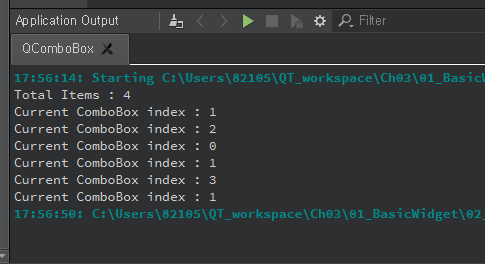 Application Output
Filter
QComboBox
17:56:14: Starting C:\Users\82105\QT_workspace\Ch03\01_BasicW
Total Items : 4
Current ComboBox index : 1
Current ComboBox index : 2
Current ComboBox index : 0
Current ComboBox index : 1
Current ComboBox index : 3
Current ComboBox index : 1
17:56:50: C:\Users\82105\QT_workspace\Ch03\01_BasicWidget\02_